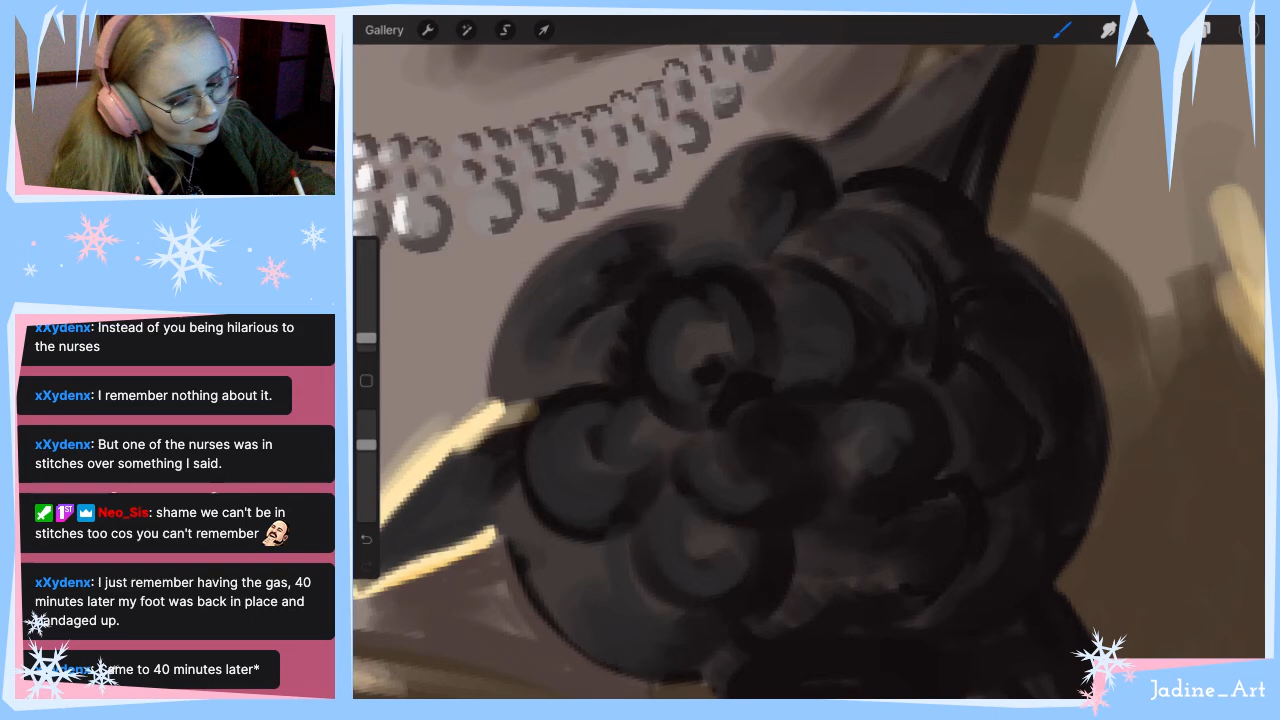 Gallery
xXydenx: Instead of you being hilarious to
the nurses
xXydenx: I remember nothing about it.
xXydenx: But one of the nurses was in
stitches over something I said.
1ST Neo_Sis: shame we can't be in
stitches too cos you can't remember
xXydenx: I just remember having the gas, 40
minutes later my foot was back in place and
bandaged up.
xXydenx: Came to 40 minutes later*
Jadine_Art